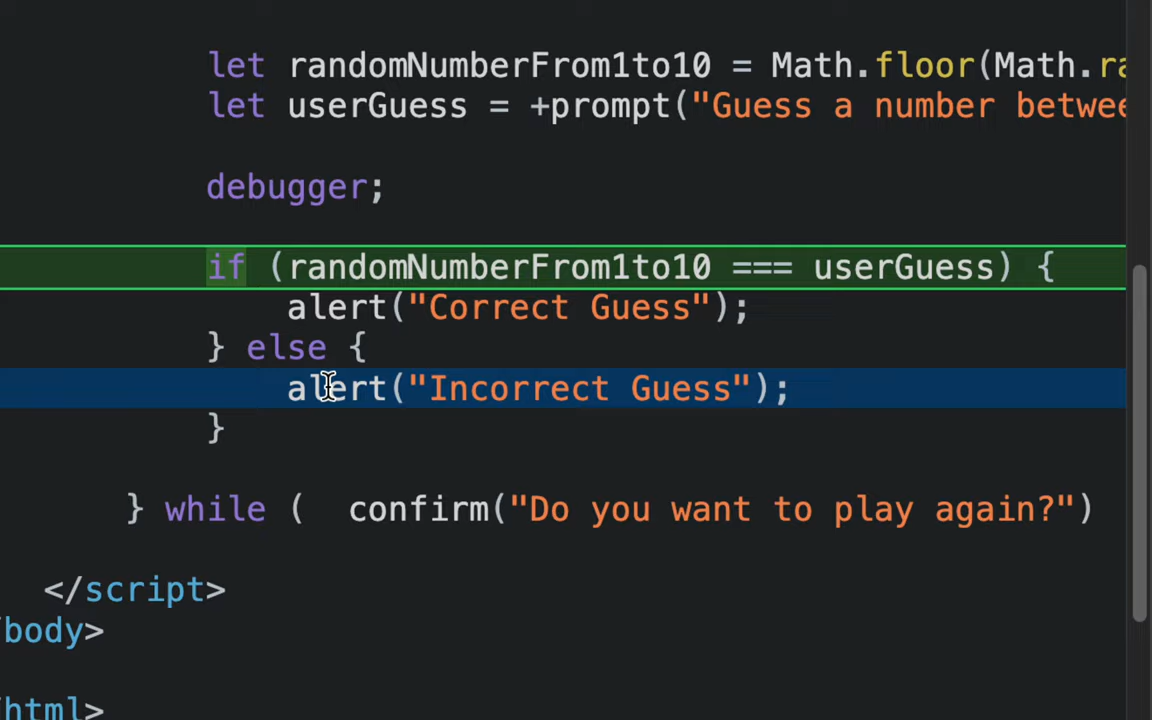 let randomNumberFrom1to10 = Math.floor(Math.ra
let userGuess = +prompt("Guess a number betwee
debugger;
if (randomNumberFrom1to10 === userGuess) {
alert("Correct Guess");
} else {
alert("Incorrect Guess");
}
} while (  confirm("Do you want to play again?")
</script>
/body>
/html>